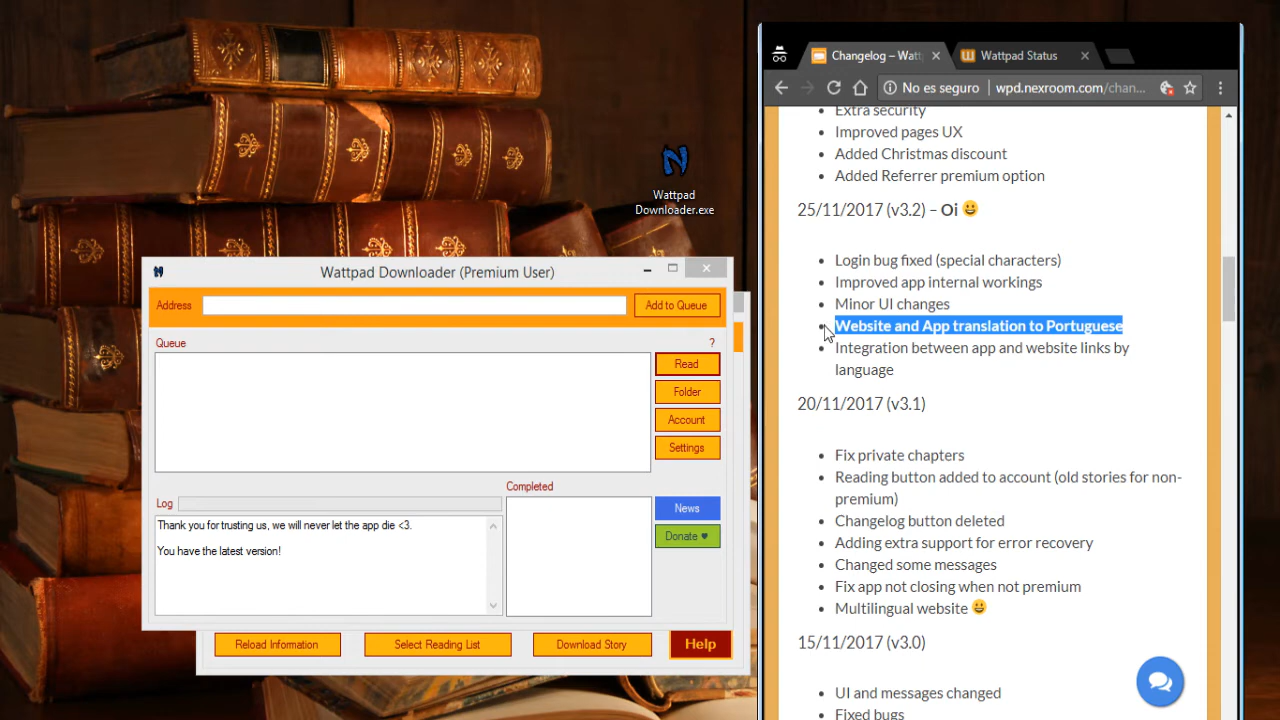 Wattpad
Downloader.exe
Wattpad Downloader (Premium User)
Address
Add to Queue
Queue
?
Read
Folder
Account
Settings
Completed
Log
News
Donate ♥
Thank you for trusting us, we will never let the app die <3.
You have the latest version!
Reload Information
Select Reading List
Download Story
Help
Changelog – Wat
Wattpad Status
No es seguro
wpd.nexroom.com/chan...
Extra security
Improved pages UX
Added Christmas discount
Added Referrer premium option
25/11/2017 (v3.2) – Oi 😀
Login bug fixed (special characters)
Improved app internal workings
Minor UI changes
Website and App translation to Portuguese
Integration between app and website links by
language
20/11/2017 (v3.1)
Fix private chapters
Reading button added to account (old stories for non-
premium)
Changelog button deleted
Adding extra support for error recovery
Changed some messages
Fix app not closing when not premium
Multilingual website 😀
15/11/2017 (v3.0)
UI and messages changed
Fixed bugs